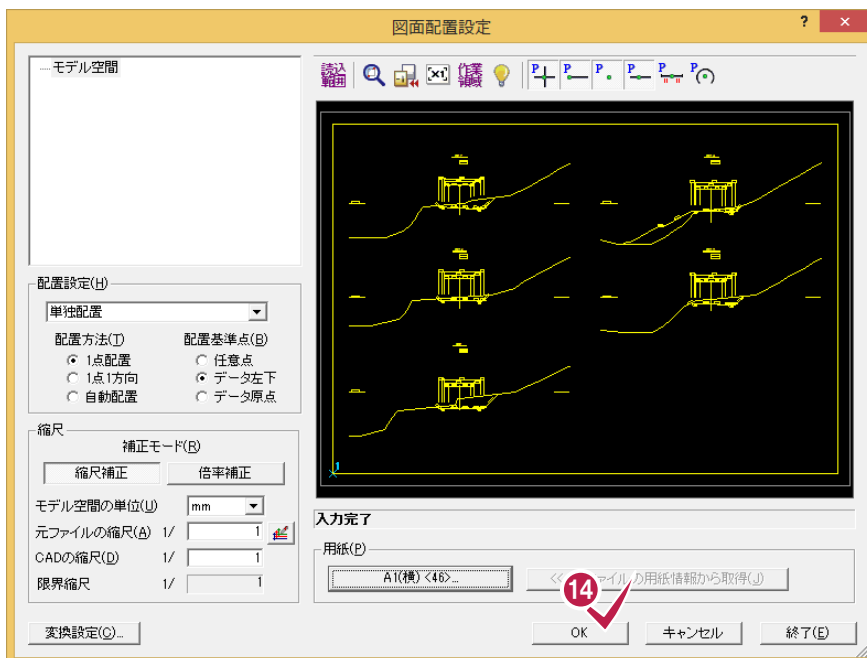 図面配置設定
? ×
モデル空間
読込範囲
×1
作業領域
P P P P P P
配置設定(H)
単独配置
配置方法(T) 配置基準点(B)
1点配置 任意点
1点1方向 データ左下
自動配置 データ原点
縮尺
補正モード(R)
縮尺補正 倍率補正
モデル空間の単位(U) mm
元ファイルの縮尺(A) 1/ 1
CADの縮尺(D) 1/ 1
限界縮尺 1/ 1
1
入力完了
用紙(P)
A1(横) <46>...
<< ファイルの用紙情報から取得(J)
14
変換設定(C)...
OK キャンセル 終了(E)